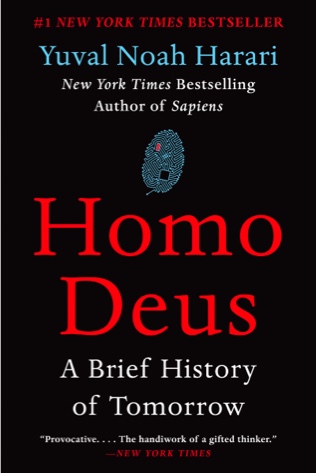 #1 NEW YORK TIMES BESTSELLER
Yuval Noah Harari
New York Times Bestselling
Author of Sapiens
Homo
Deus
A Brief History
of Tomorrow
"Provocative. . . . The handiwork of a gifted thinker."
—NEW YORK TIMES